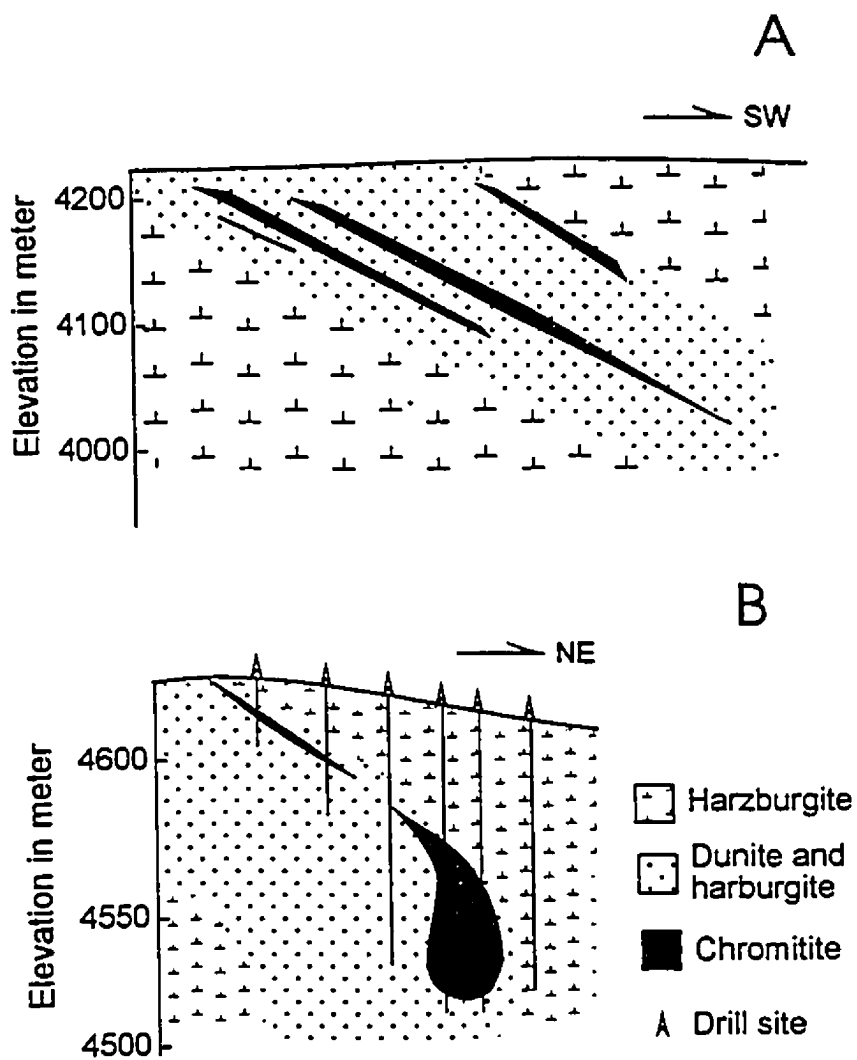 A
SW
Elevation in meter
4200
4100
4000
B
NE
Elevation in meter
4600
4550
4500
Harzburgite
Dunite and
harburgite
Chromitite
Drill site